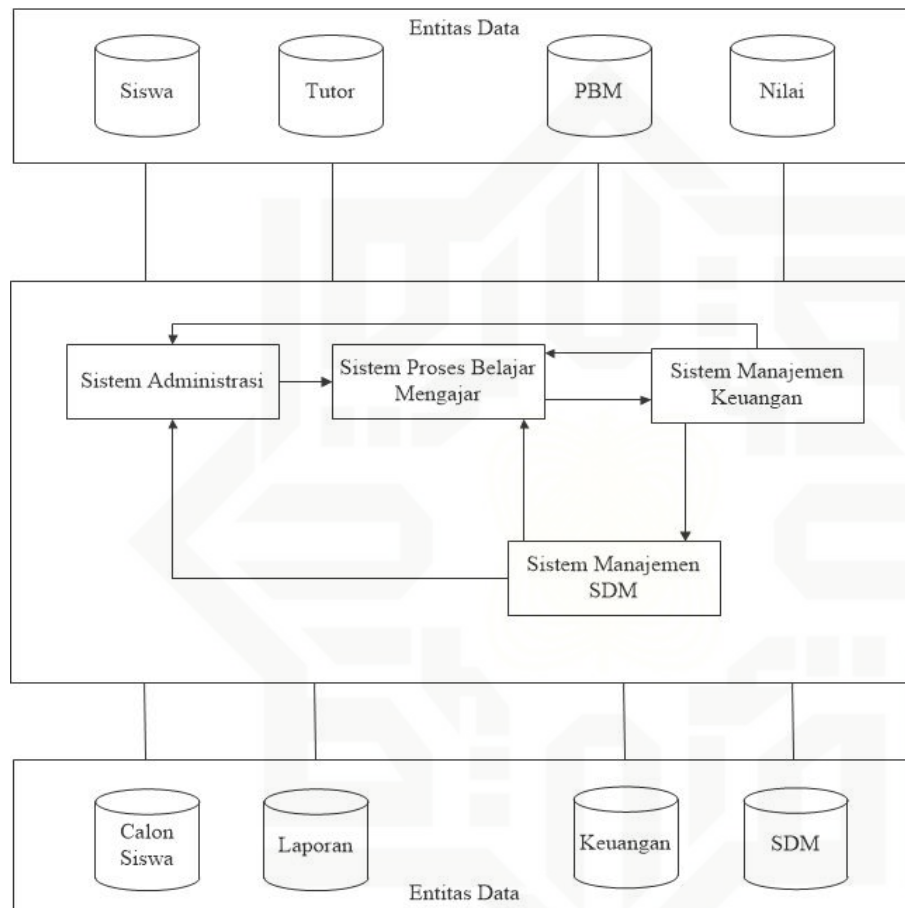 Entitas Data
Siswa
Tutor
PBM
Nilai
Sistem Administrasi
Sistem Proses Belajar
Mengajar
Sistem Manajemen
Keuangan
Sistem Manajemen
SDM
Calon
Siswa
Laporan
Keuangan
SDM
Entitas Data